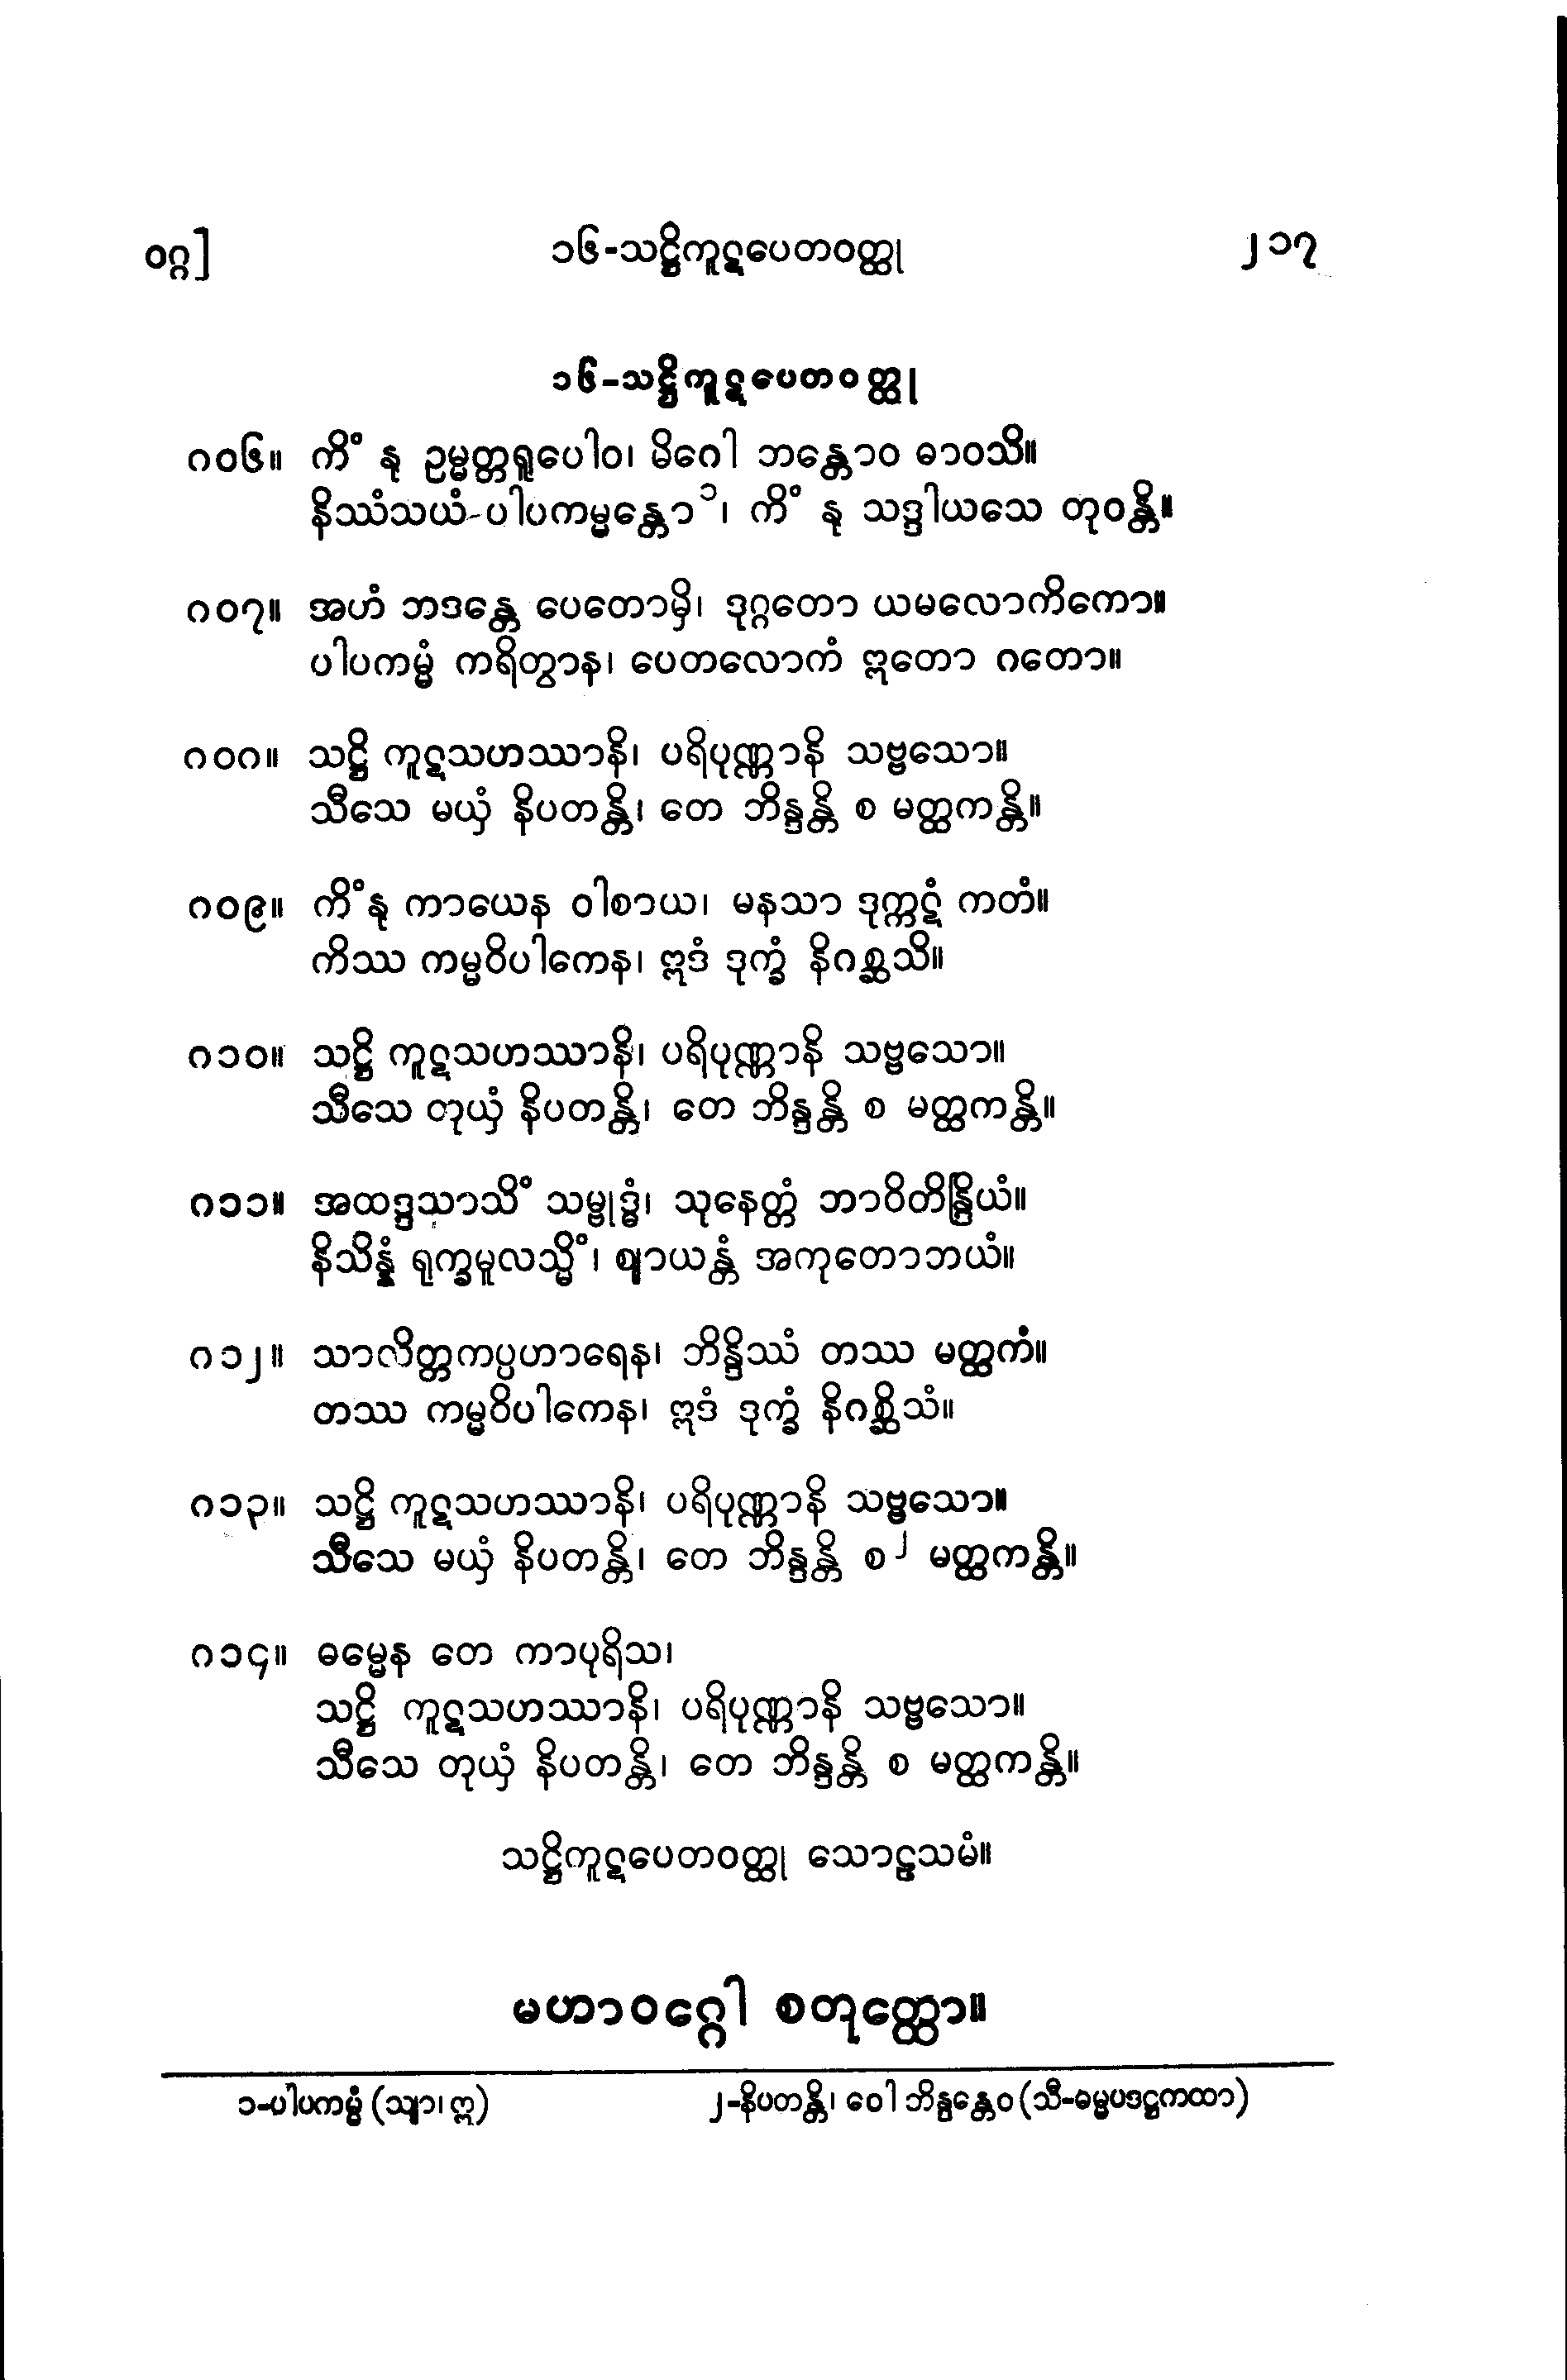 ဝဂ္ဂ]
၁၆-သဋ္ဌိကူဋပေတဝတ္ထု
၂၁၇
၁၆-သဋ္ဌိကူဋပေတဝတ္ထု
၈၀၆။ ကိံ နု ဥမ္မတ္တရူပေါဝ၊ မိဂေါ ဘန္တောဝ ဓာဝသိ။
နိဿံသယံ-ပါပကမ္မန္တော၁၊ ကိံ နု သဒ္ဒါယသေ တုဝန္တိ။
၈၀၇။ အဟံ ဘဒန္တေ ပေတောမှိ၊ ဒုဂ္ဂတော ယမလောကိကော။
ပါပကမ္မံ ကရိတွာန၊ ပေတလောကံ ဣတော ဂတော။
၈၀၈။ သဋ္ဌိ ကူဋသဟဿာနိ၊ ပရိပုဏ္ဏာနိ သဗ္ဗသော။
သီသေ မယှံ နိပတန္တိ၊ တေ ဘိန္ဒန္တိ စ မတ္ထကန္တိ။
၈၀၉။ ကိံနု ကာယေန ဝါစာယ၊ မနသာ ဒုက္ကဋံ ကတံ။
ကိဿ ကမ္မဝိပါကေန၊ ဣဒံ ဒုက္ခံ နိဂစ္ဆသိ။
၈၁၀။ သဋ္ဌိ ကူဋသဟဿာနိ၊ ပရိပုဏ္ဏာနိ သဗ္ဗသော။
သီသေ တုယှံ နိပတန္တိ၊ တေ ဘိန္ဒန္တိ စ မတ္ထကန္တိ။
၈၁၁။ အထဒ္ဒသာသိံ သမ္ဗုဒ္ဓံ၊ သုနေတ္တံ ဘာဝိတိန္ဒြိယံ။
နိသိန္နံ ရုက္ခမူလသ္မိံ၊ ဈာယန္တံ အကုတောဘယံ။
၈၁၂။ သာလိတ္တကပ္ပဟာရေန၊ ဘိန္ဒိဿံ တဿ မတ္ထကံ။
တဿ ကမ္မဝိပါကေန၊ ဣဒံ ဒုက္ခံ နိဂစ္ဆိသံ။
၈၁၃။ သဋ္ဌိ ကူဋသဟဿာနိ၊ ပရိပုဏ္ဏာနိ သဗ္ဗသော။
သီသေ မယှံ နိပတန္တိ၊ တေ ဘိန္ဒန္တိ စ၂ မတ္ထကန္တိ။
၈၁၄။ ဓမ္မေန တေ ကာပုရိသ၊
သဋ္ဌိ ကူဋသဟဿာနိ၊ ပရိပုဏ္ဏာနိ သဗ္ဗသော။
သီသေ တုယှံ နိပတန္တိ၊ တေ ဘိန္ဒန္တိ စ မတ္ထကန္တိ။
သဋ္ဌိကူဋပေတဝတ္ထု သောဠသမံ။
မဟာဝဂ္ဂေါ စတုတ္ထော။
၁-ပါပကမ္မံ (သျာ၊ ဣ)
၂-နိပတန္တိ၊ ဝေါ ဘိန္ဒန္တေဝ (သီ-ဓမ္မပဒဋ္ဌကထာ)